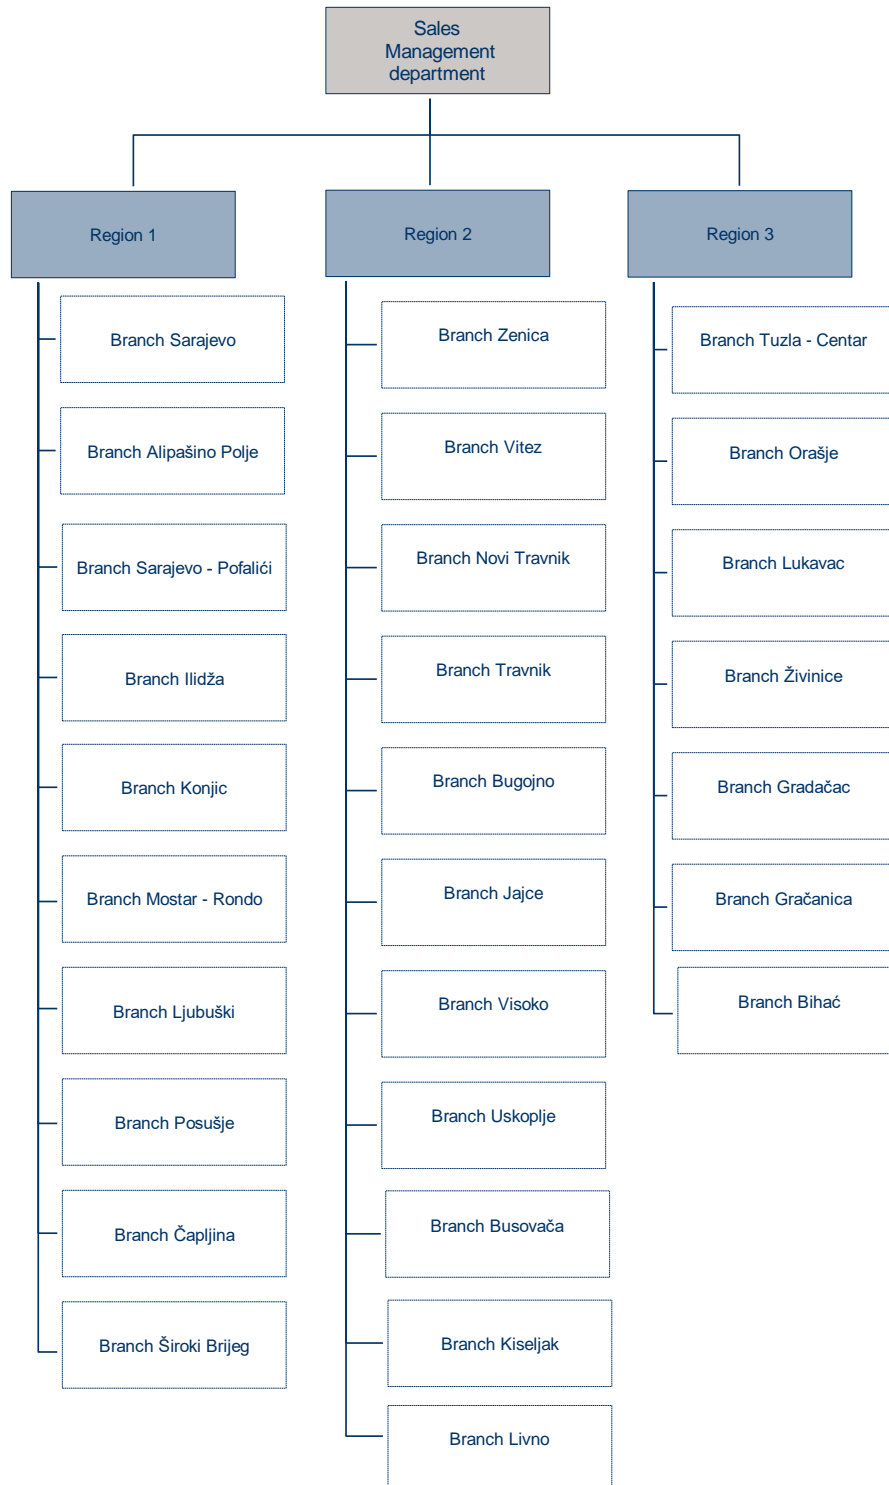 Sales
Management
department
Region 1
Region 2
Region 3
Branch Sarajevo
Branch Alipašino Polje
Branch Sarajevo - Pofalići
Branch Ilidža
Branch Konjic
Branch Mostar - Rondo
Branch Ljubuški
Branch Posušje
Branch Čapljina
Branch Široki Brijeg
Branch Zenica
Branch Vitez
Branch Novi Travnik
Branch Travnik
Branch Bugojno
Branch Jajce
Branch Visoko
Branch Uskoplje
Branch Busovača
Branch Kiseljak
Branch Livno
Branch Tuzla - Centar
Branch Orašje
Branch Lukavac
Branch Živinice
Branch Gradačac
Branch Gračanica
Branch Bihać